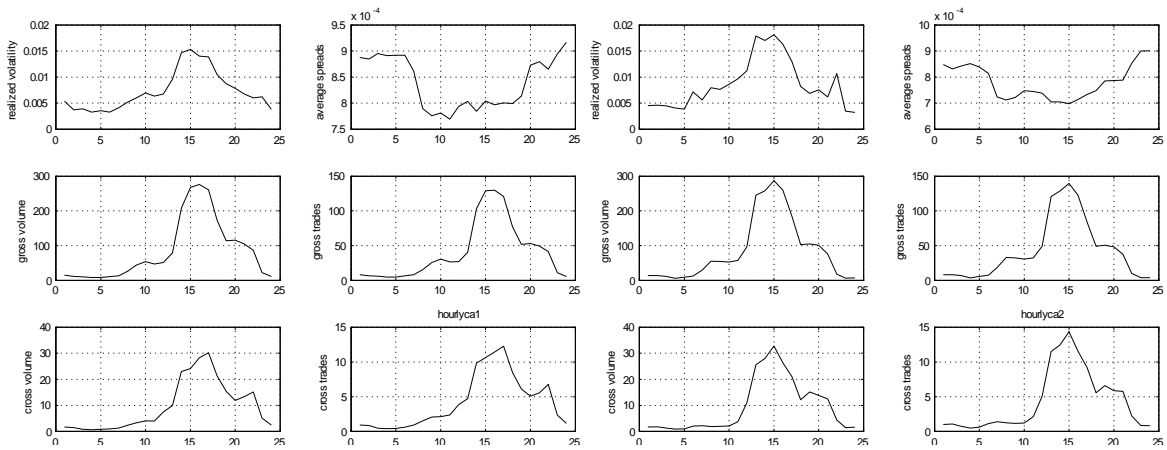 x 10 -4
x 10 -4
0.02
0.015
0.01
0.005
0
realized volatility
0 5 10 15 20 25
9.5
9
8.5
8
7.5
average spreads
0 5 10 15 20 25
0.02
0.015
0.01
0.005
0
realized volatility
0 5 10 15 20 25
10
9
8
7
6
average spreads
0 5 10 15 20 25
300
200
100
0
gross volume
0 5 10 15 20 25
150
100
50
0
gross trades
0 5 10 15 20 25
300
200
100
0
gross volume
0 5 10 15 20 25
150
100
50
0
gross trades
0 5 10 15 20 25
40
30
20
10
0
cross volume
0 5 10 15 20 25
hourlyca1
15
10
5
0
cross trades
0 5 10 15 20 25
40
30
20
10
0
cross volume
0 5 10 15 20 25
hourlyca2
15
10
5
0
cross trades
0 5 10 15 20 25